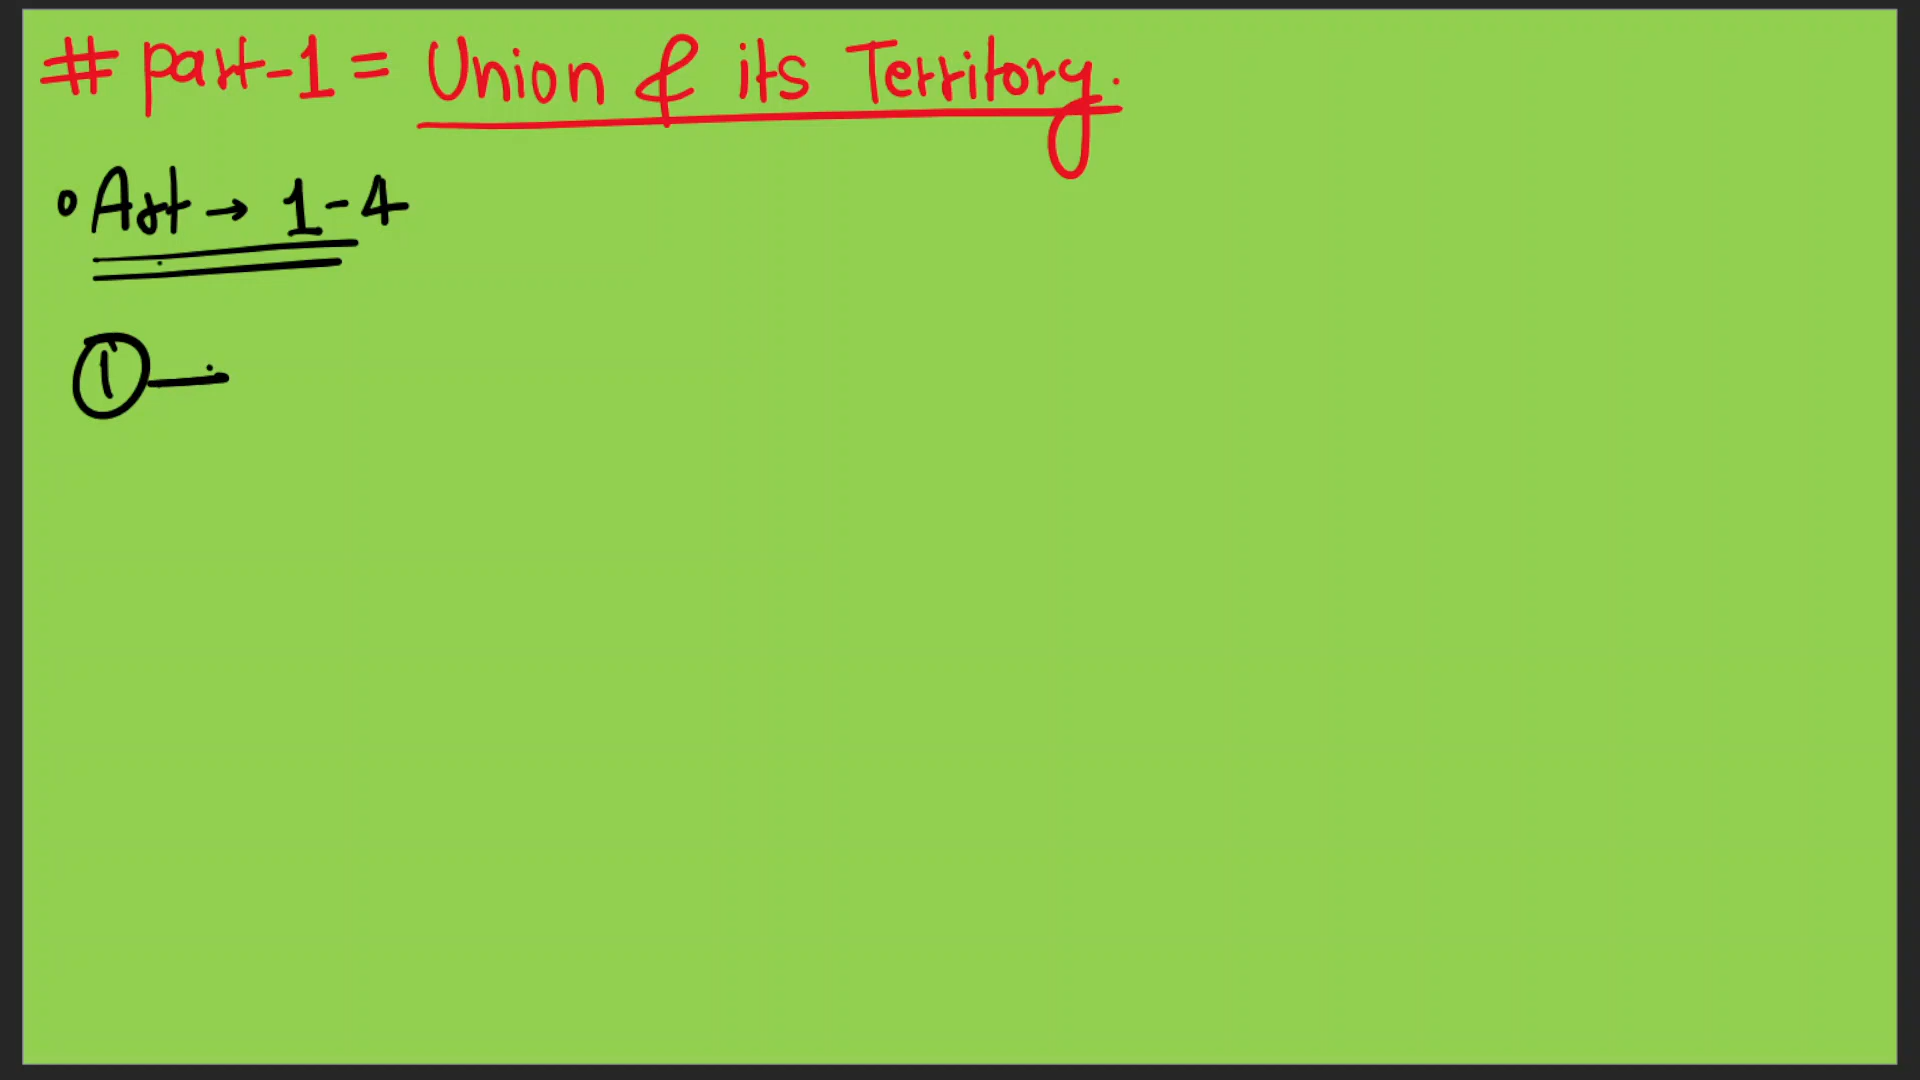 # part-1 = Union & its Territory.
• Art → 1-4
① —